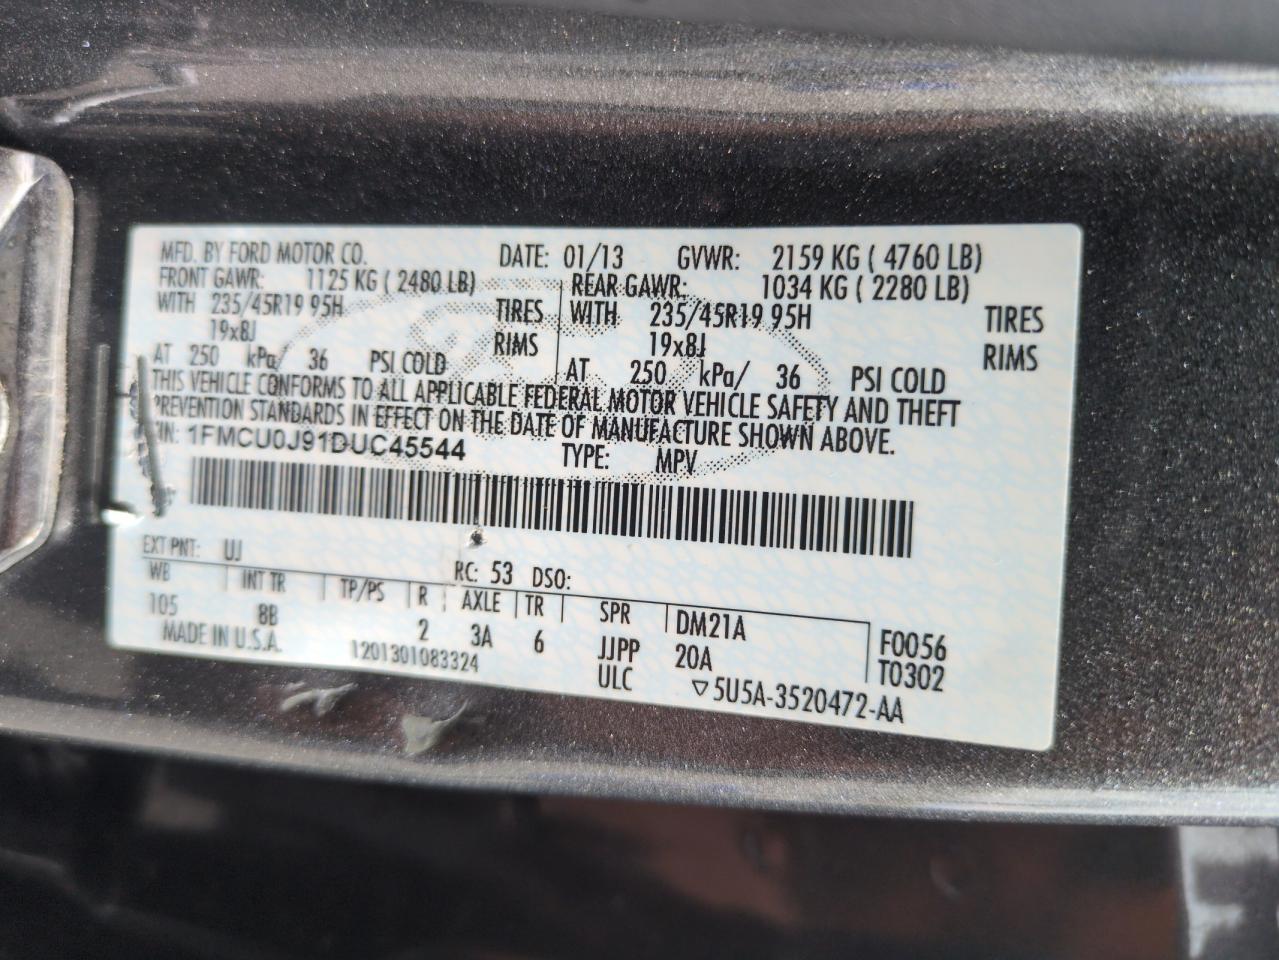 MFD. BY FORD MOTOR CO. DATE: 01/13 GVWR: 2159 KG ( 4760 LB)
FRONT GAWR: 1125 KG ( 2480 LB) REAR GAWR: 1034 KG ( 2280 LB)
WITH 235/45R19 95H TIRES WITH 235/45R19 95H TIRES
19x8J RIMS 19x8J RIMS
AT 250 kPa/ 36 PSI COLD AT 250 kPa/ 36 PSI COLD
THIS VEHICLE CONFORMS TO ALL APPLICABLE FEDERAL MOTOR VEHICLE SAFETY AND THEFT
PREVENTION STANDARDS IN EFFECT ON THE DATE OF MANUFACTURE SHOWN ABOVE.
VIN: 1FMCU0J91DUC45544 TYPE: MPV
EXT PNT: UJ RC: 53 DSO:
WB INT TR TP/PS R AXLE TR SPR DM21A F0056
105 8B 2 3A 6 JJPP 20A T0302
MADE IN U.S.A. 1201301083324 ULC ▽5U5A-3520472-AA